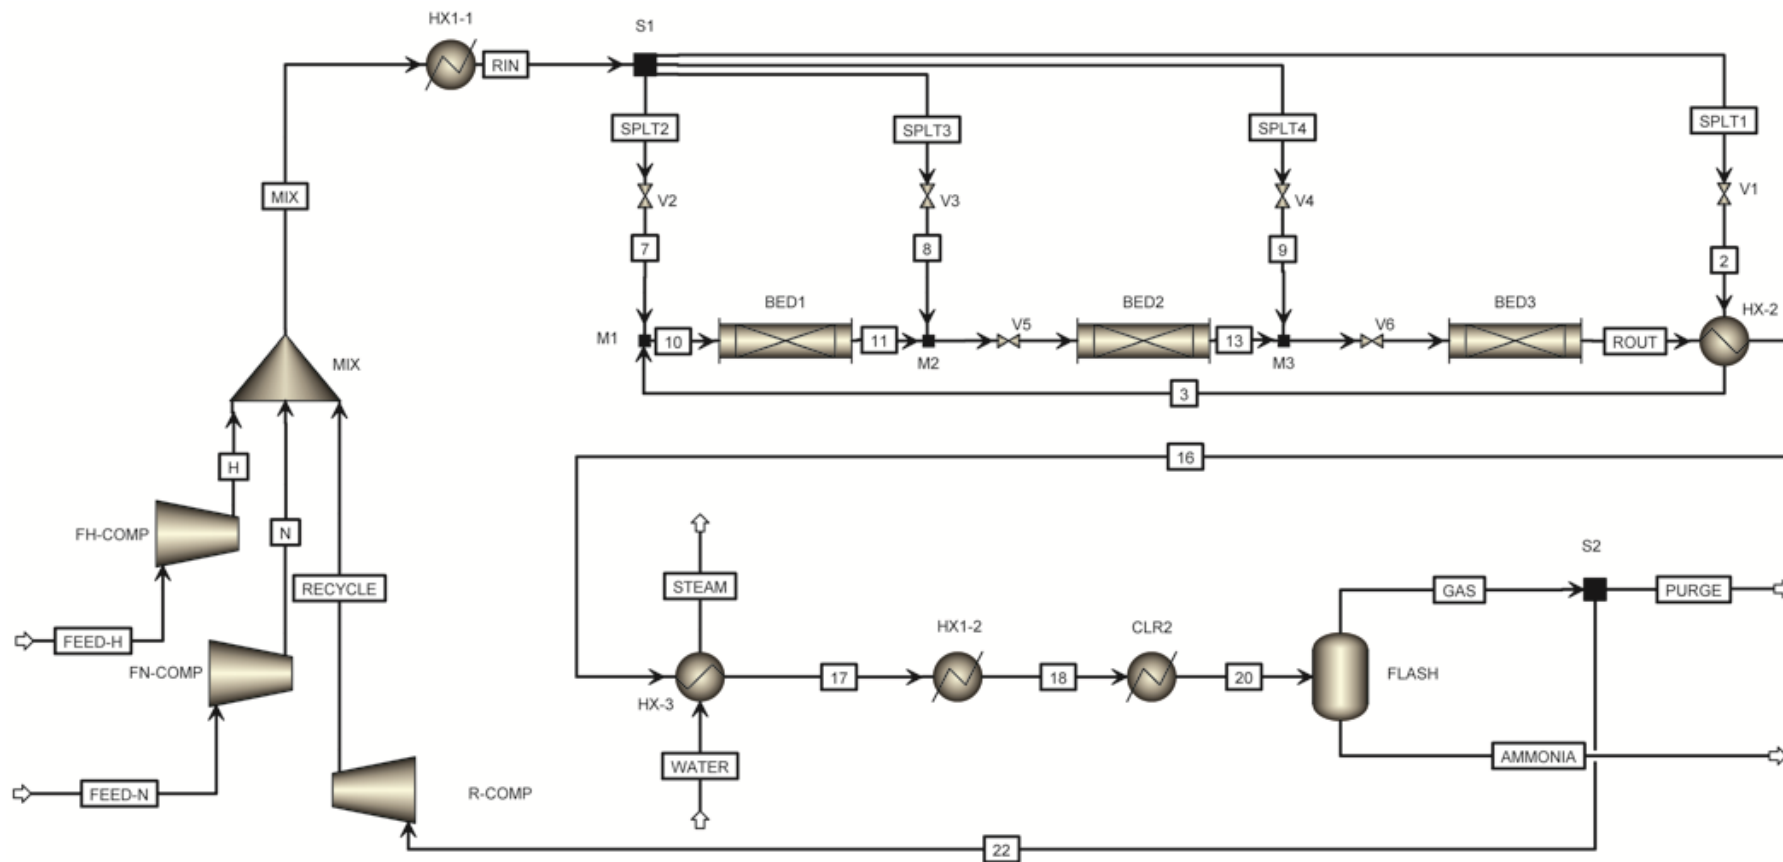 HX1-1
S1
RIN
SPLT2
SPLT3
SPLT4
SPLT1
MIX
V2
V3
V4
V1
7
8
9
2
BED1
BED2
BED3
HX-2
M1
10
11
V5
13
V6
ROUT
M2
M3
MIX
3
H
16
FH-COMP
N
S2
RECYCLE
STEAM
GAS
PURGE
FEED-H
HX1-2
CLR2
FN-COMP
17
18
20
FLASH
HX-3
WATER
AMMONIA
FEED-N
R-COMP
22